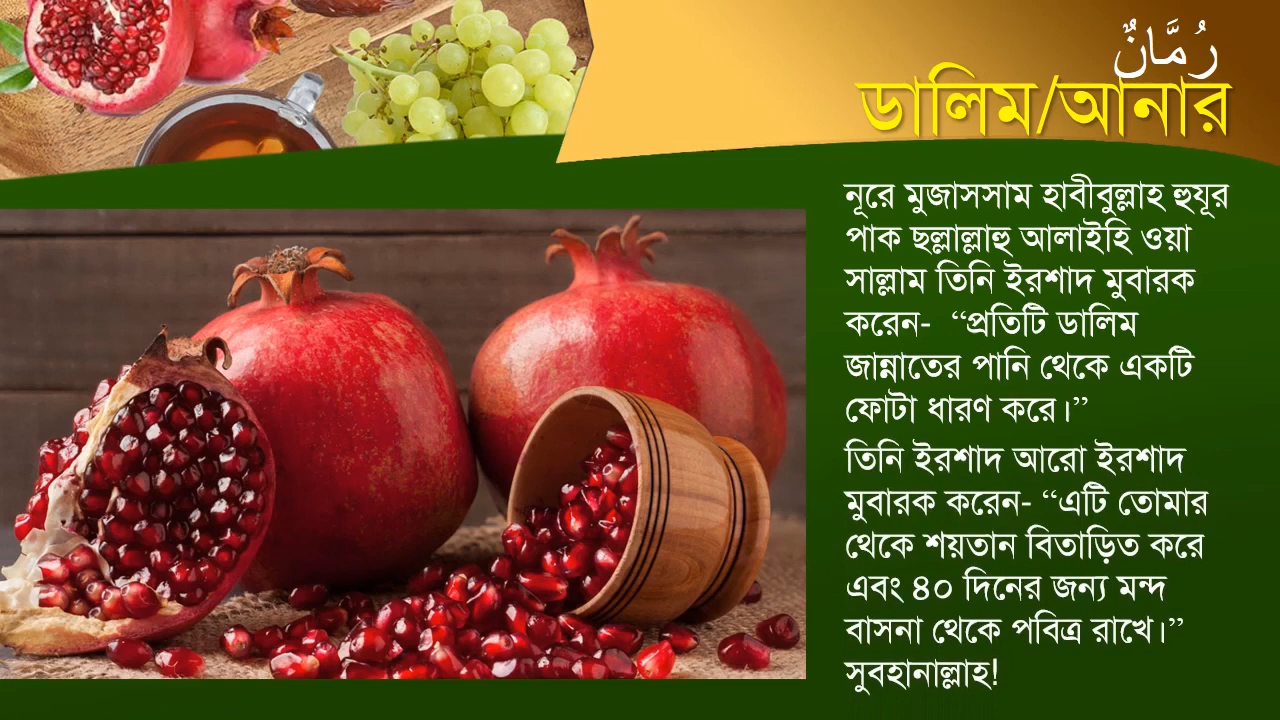 رُمَّانٌ
ডালিম/আনার
নূরে মুজাসসাম হাবীবুল্লাহ হুযূর
পাক ছল্লাল্লাহু আলাইহি ওয়া
সাল্লাম তিনি ইরশাদ মুবারক
করেন- “প্রতিটি ডালিম
জান্নাতের পানি থেকে একটি
ফোটা ধারণ করে।”
তিনি ইরশাদ আরো ইরশাদ
মুবারক করেন- “এটি তোমার
থেকে শয়তান বিতাড়িত করে
এবং ৪০ দিনের জন্য মন্দ
বাসনা থেকে পবিত্র রাখে।”
সুবহানাল্লাহ!